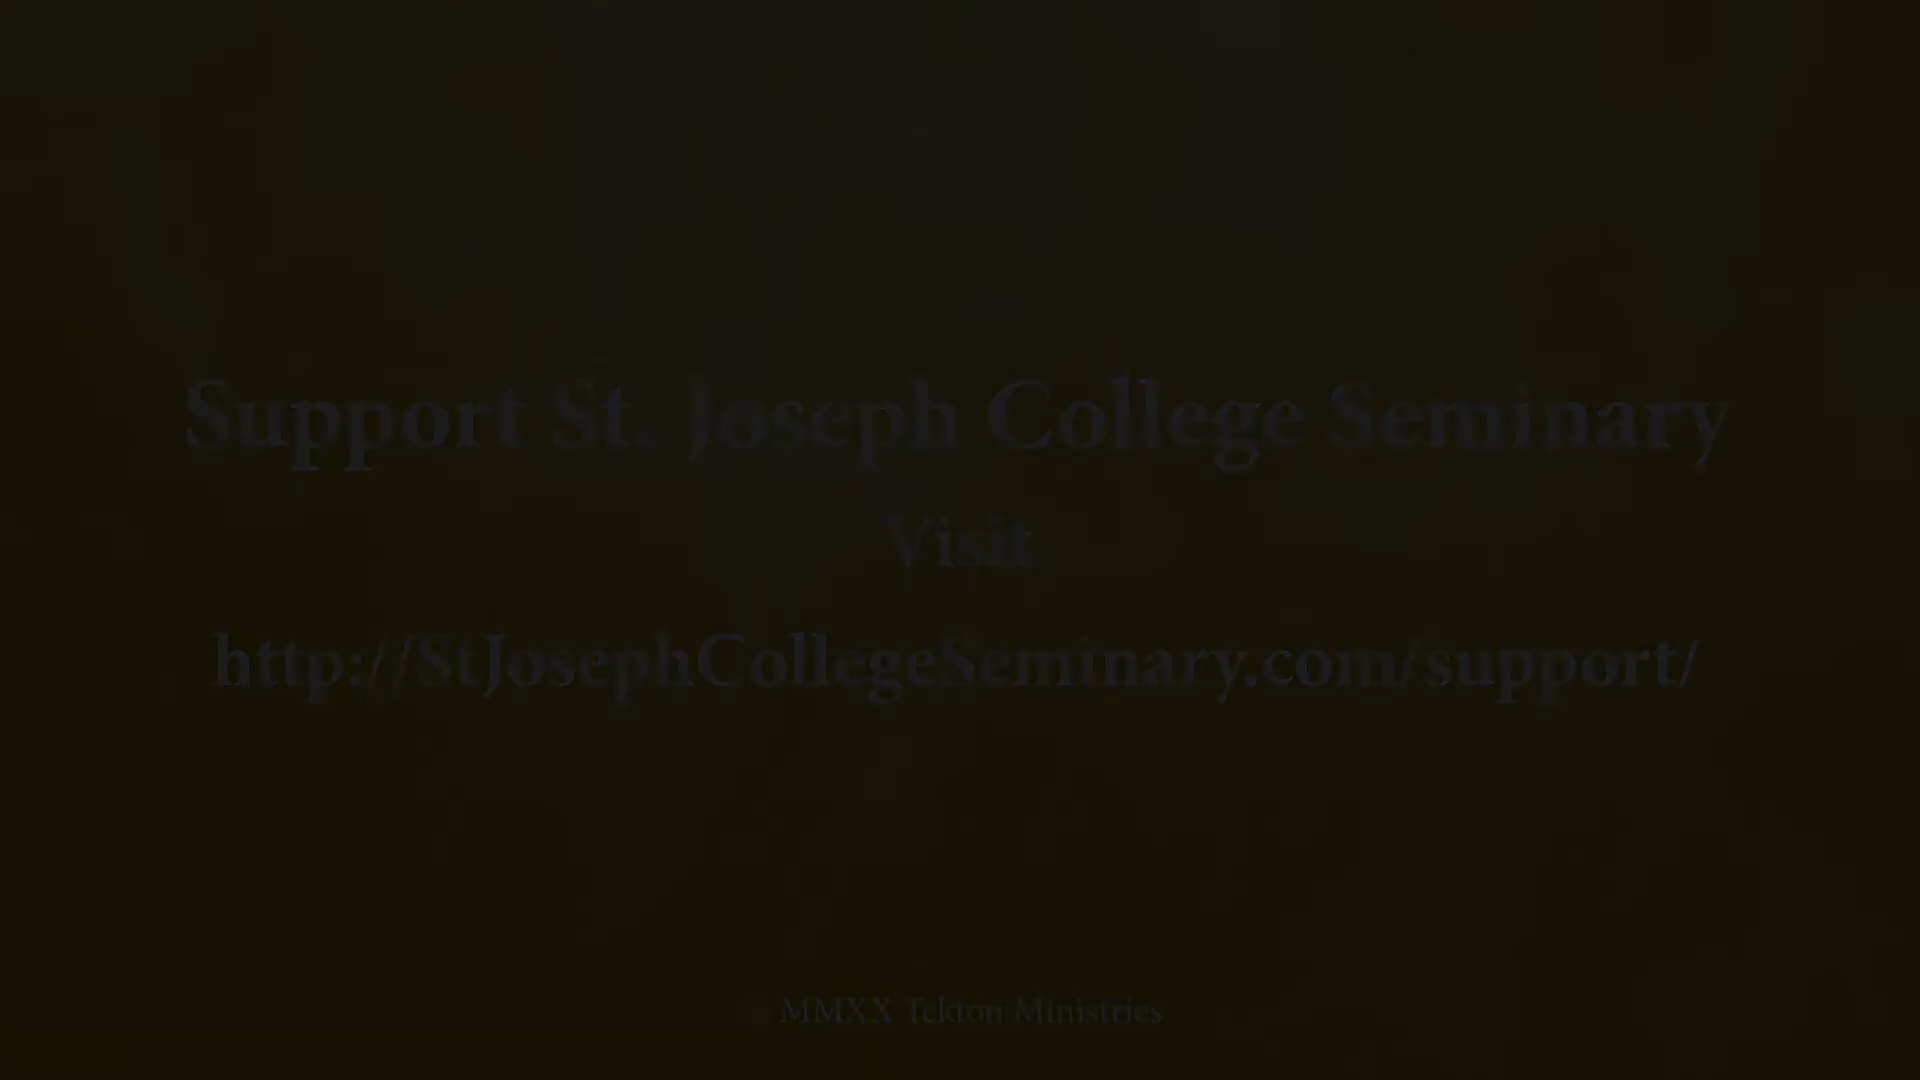 Support St. Joseph College Seminary
Visit
http://StJosephCollegeSeminary.com/support/
MMXX Tekton Ministries